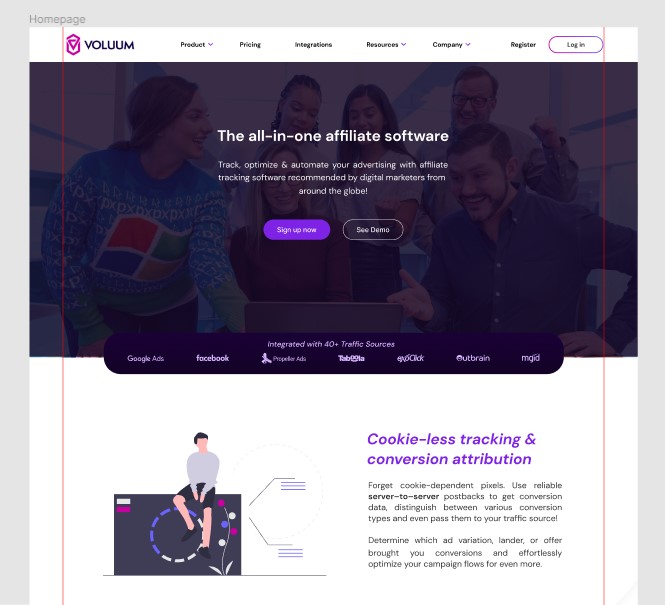 Homepage
VOLUUM
Product
Pricing
Integrations
Resources
Company
Register
Log in
The all-in-one affiliate software
Track, optimize & automate your advertising with affiliate
tracking software recommended by digital marketers from
around the globe!
Sign up now
See Demo
Integrated with 40+ Traffic Sources
Google Ads
facebook
Propeller Ads
Taboola
exoClick
Outbrain
mgid
Cookie-less tracking &
conversion attribution
Forget cookie-dependent pixels. Use reliable
server-to-server postbacks to get conversion
data, distinguish between various conversion
types and even pass them to your traffic source!
Determine which ad variation, lander, or offer
brought you conversions and effortlessly
optimize your campaign flows for even more.